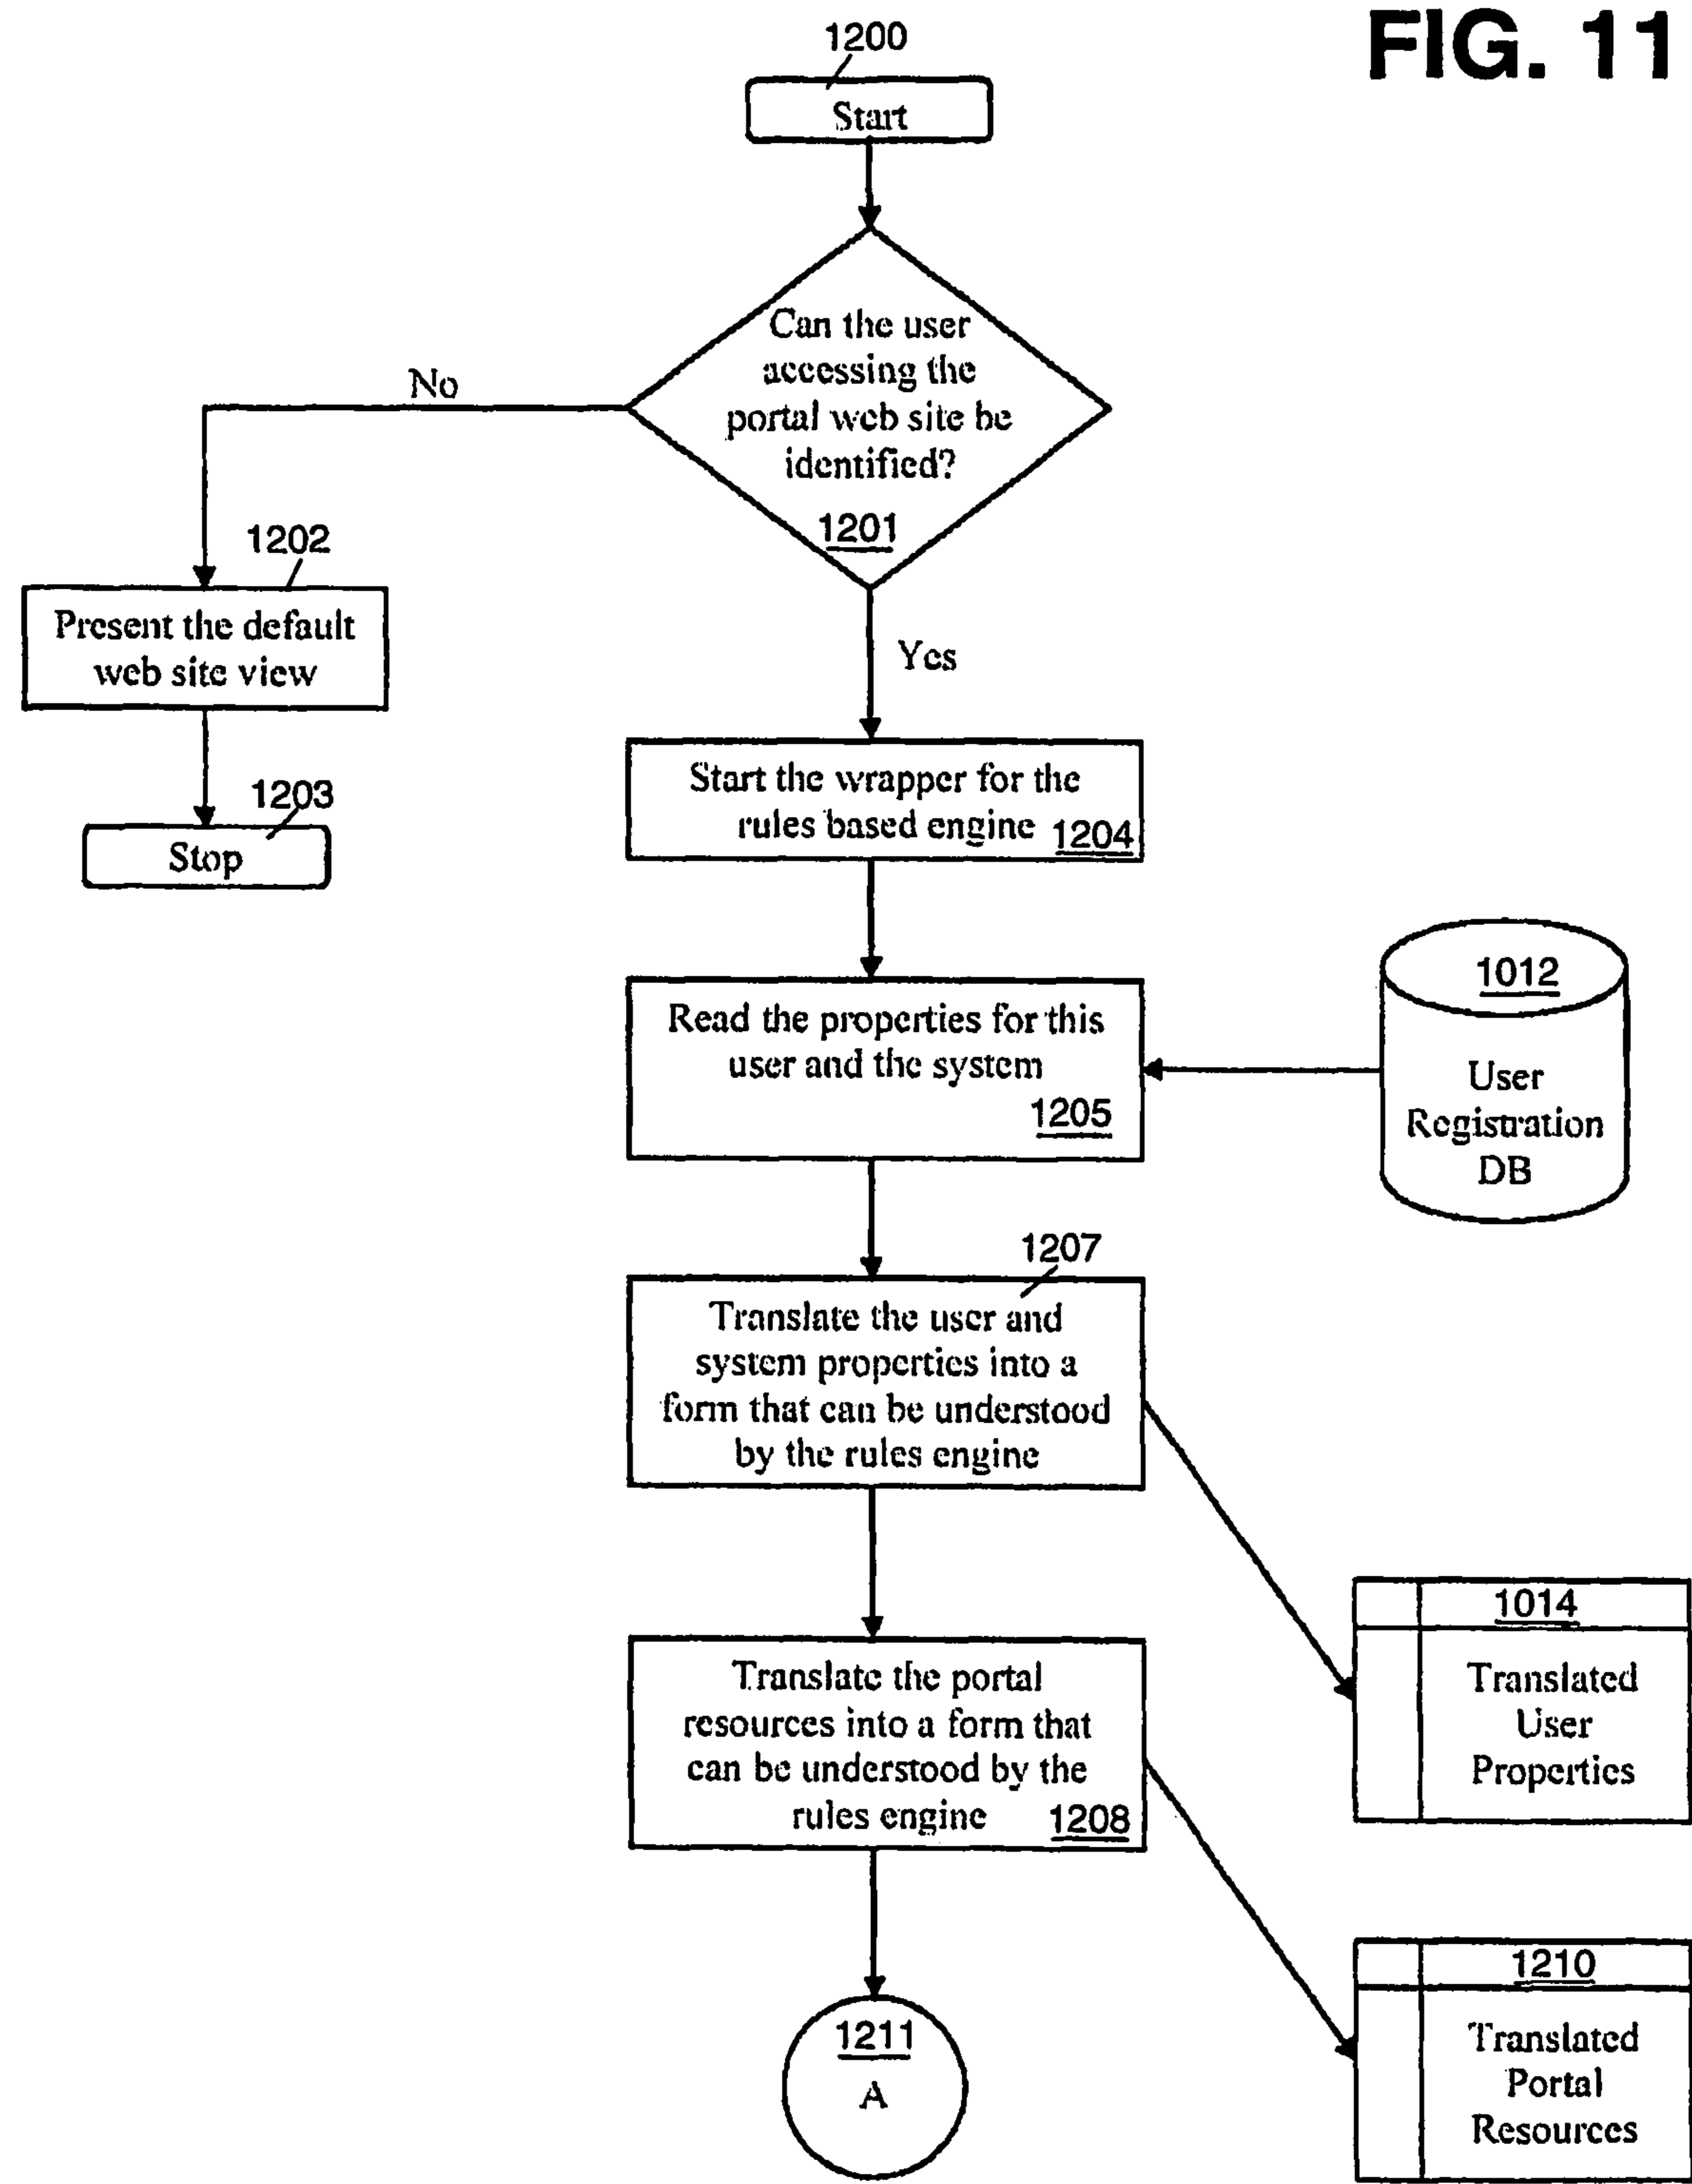 FIG. 11
1200
Start
Can the user
accessing the
portal web site be
identified?
1201
No
Yes
1202
Present the default
web site view
1203
Stop
Start the wrapper for the
rules based engine 1204
Read the properties for this
user and the system
1205
1012
User
Registration
DB
1207
Translate the user and
system properties into a
form that can be understood
by the rules engine
1014
Translated
User
Properties
Translate the portal
resources into a form that
can be understood by the
rules engine 1208
1210
Translated
Portal
Resources
1211
A